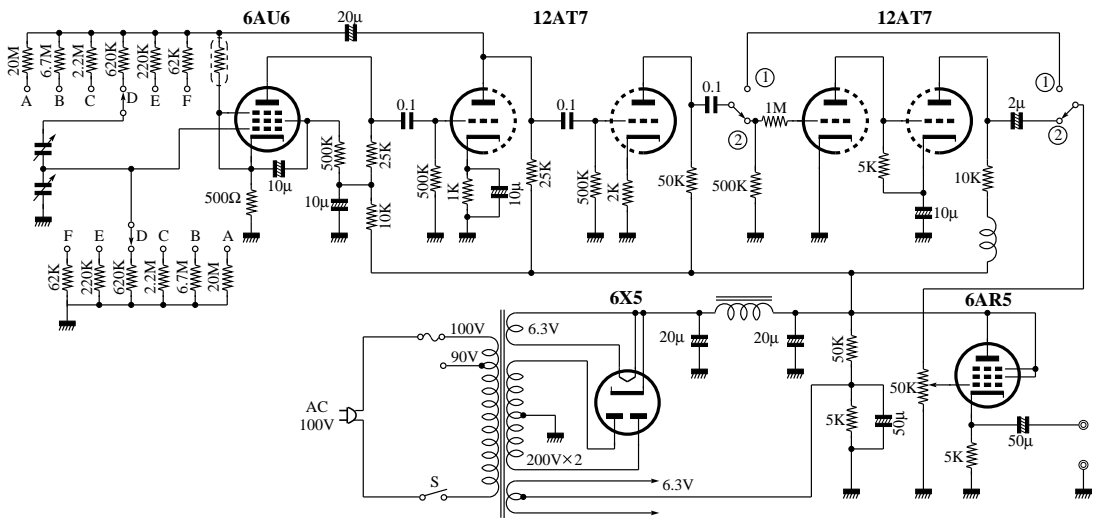 6AU6
12AT7
12AT7
20μ
20M
6.7M
2.2M
620K
220K
62K
A
B
C
D
E
F
0.1
0.1
0.1
①
①
2μ
②
②
1M
10μ
500Ω
500K
25K
10μ
10K
500K
1K
10μ
25K
500K
2K
50K
500K
5K
10μ
10K
F
E
D
C
B
A
62K
220K
620K
2.2M
6.7M
20M
6X5
6AR5
100V
90V
6.3V
AC
100V
200V×2
S
6.3V
20μ
20μ
50K
5K
50μ
50K
5K
50μ